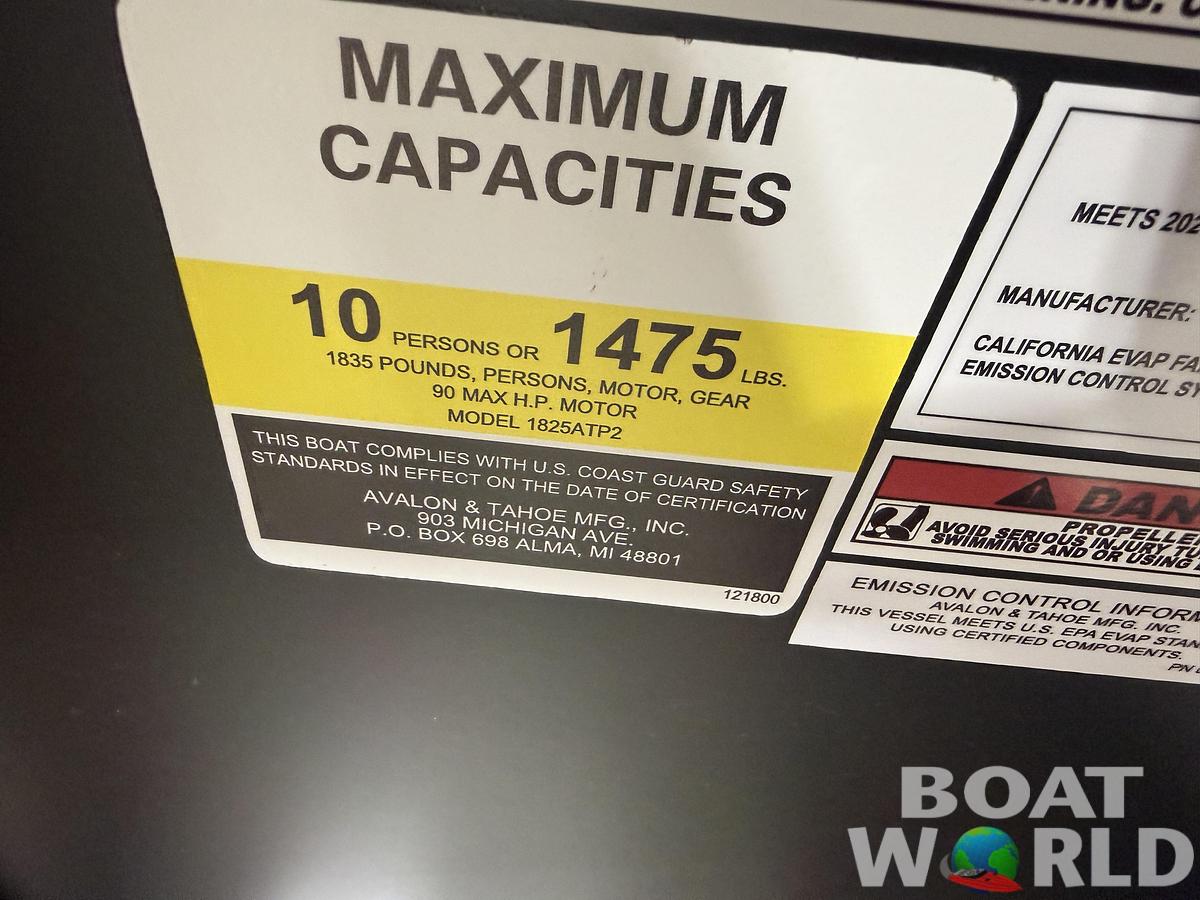 MAXIMUM
CAPACITIES
10 PERSONS OR 1475 LBS.
1835 POUNDS, PERSONS, MOTOR, GEAR
90 MAX H.P. MOTOR
MODEL 1825ATP2
THIS BOAT COMPLIES WITH U.S. COAST GUARD SAFETY
STANDARDS IN EFFECT ON THE DATE OF CERTIFICATION
AVALON & TAHOE MFG., INC.
903 MICHIGAN AVE.
P.O. BOX 698 ALMA, MI 48801
121800
MEETS
MANUFACTURER:
CALIFORNIA EVAP
EMISSION CONTROL
PROPELLER
AVOID SERIOUS INJURY
SWIMMING AND OR USING
EMISSION CONTROL
AVALON & TAHOE MFG. INC.
THIS VESSEL MEETS U.S. EPA EVAP
USING CERTIFIED COMPONENTS.
BOAT
WORLD